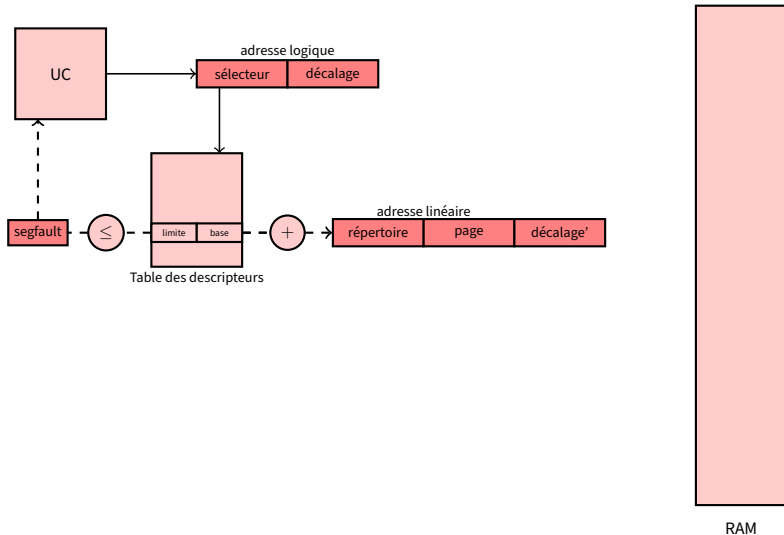 adresse logique
UC
sélecteur
décalage
segfault
≤
limite
base
+
adresse linéaire
répertoire
page
décalage’
Table des descripteurs
RAM